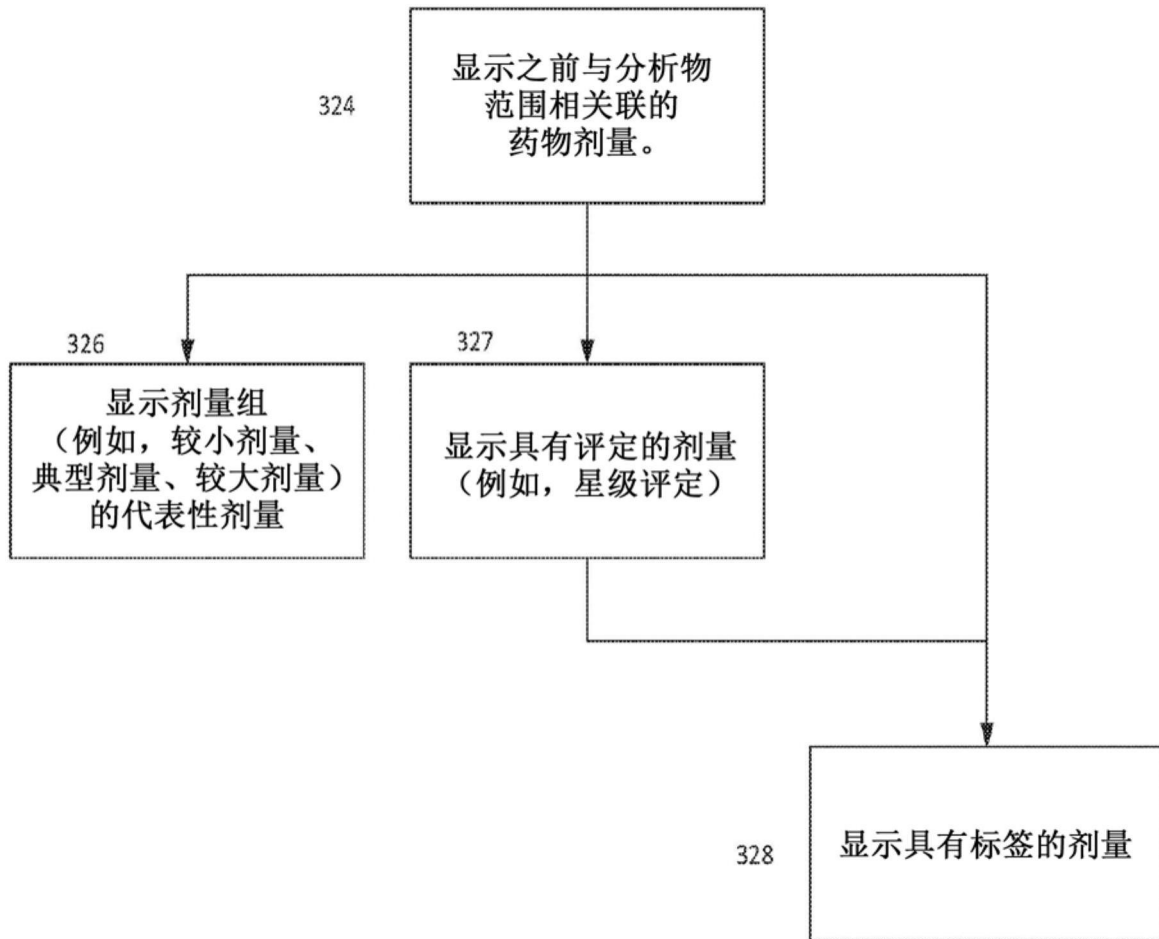 324
显示之前与分析物
范围相关联的
药物剂量。
326
显示剂量组
（例如，较小剂量、
典型剂量、较大剂量）
的代表性剂量
327
显示具有评定的剂量
（例如，星级评定）
328
显示具有标签的剂量